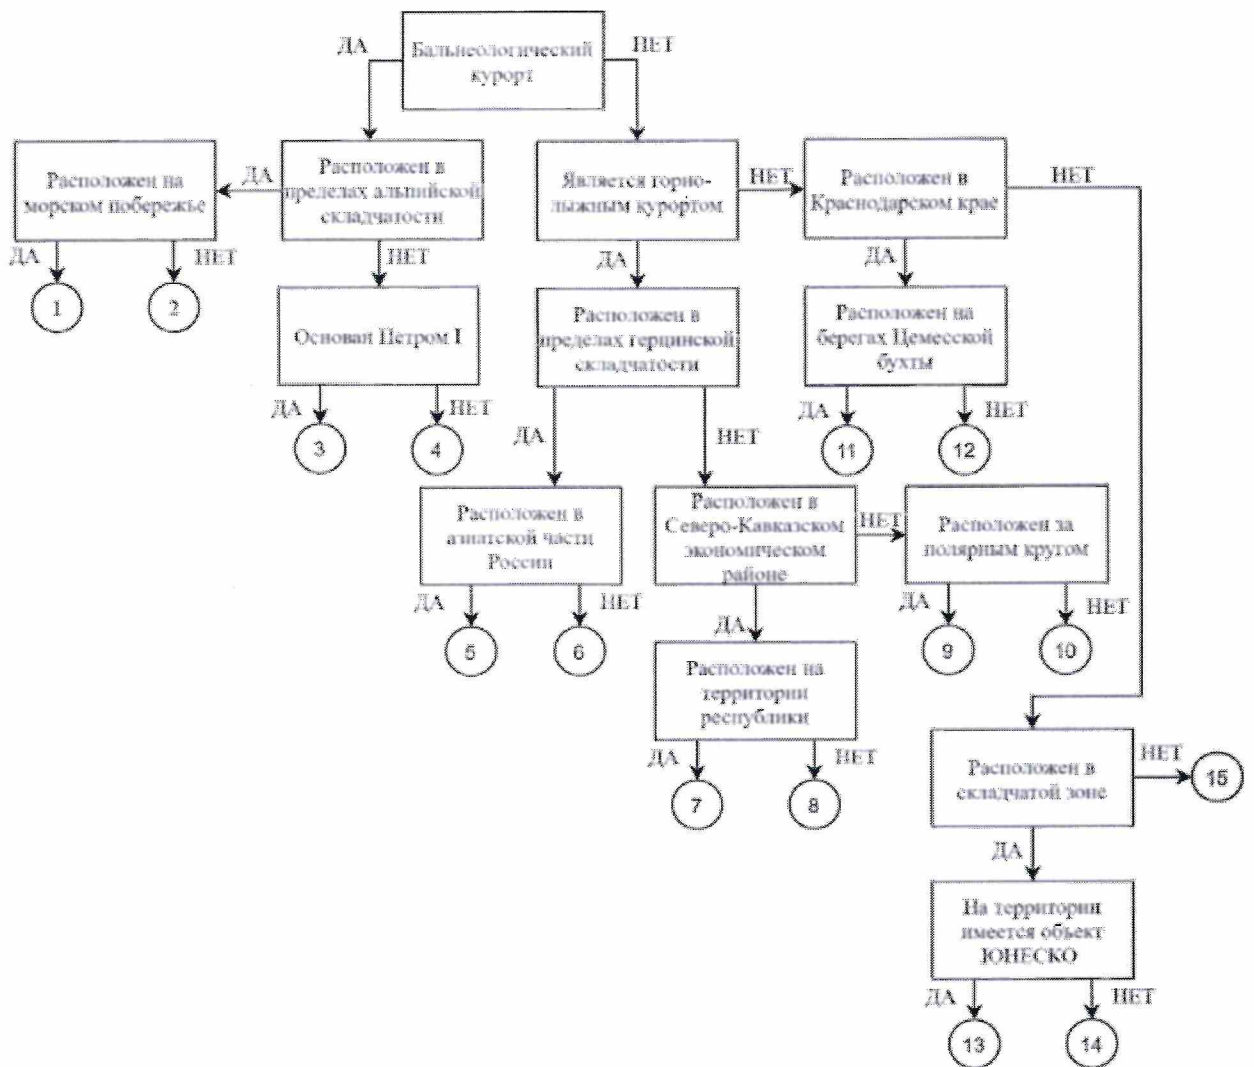 Бальнеологический
курорт
ДА
НЕТ
Расположен на
морском побережье
ДА
Расположен в
пределах альпийской
складчатости
Является горно-
лыжным курортом
НЕТ
Расположен в
Краснодарском крае
НЕТ
ДА
НЕТ
НЕТ
ДА
ДА
1
2
Основан Петром I
Расположен в
пределах герцинской
складчатости
Расположен на
берегах Цемесской
бухты
ДА
НЕТ
ДА
НЕТ
ДА
НЕТ
3
4
11
12
Расположен в
азиатской части
России
Расположен в
Северо-Кавказском
экономическом
районе
НЕТ
Расположен за
полярным кругом
ДА
НЕТ
ДА
ДА
НЕТ
5
6
9
10
Расположен на
территории
республики
ДА
НЕТ
7
8
Расположен в
складчатой зоне
НЕТ
15
ДА
На территории
имеется объект
ЮНЕСКО
ДА
НЕТ
13
14